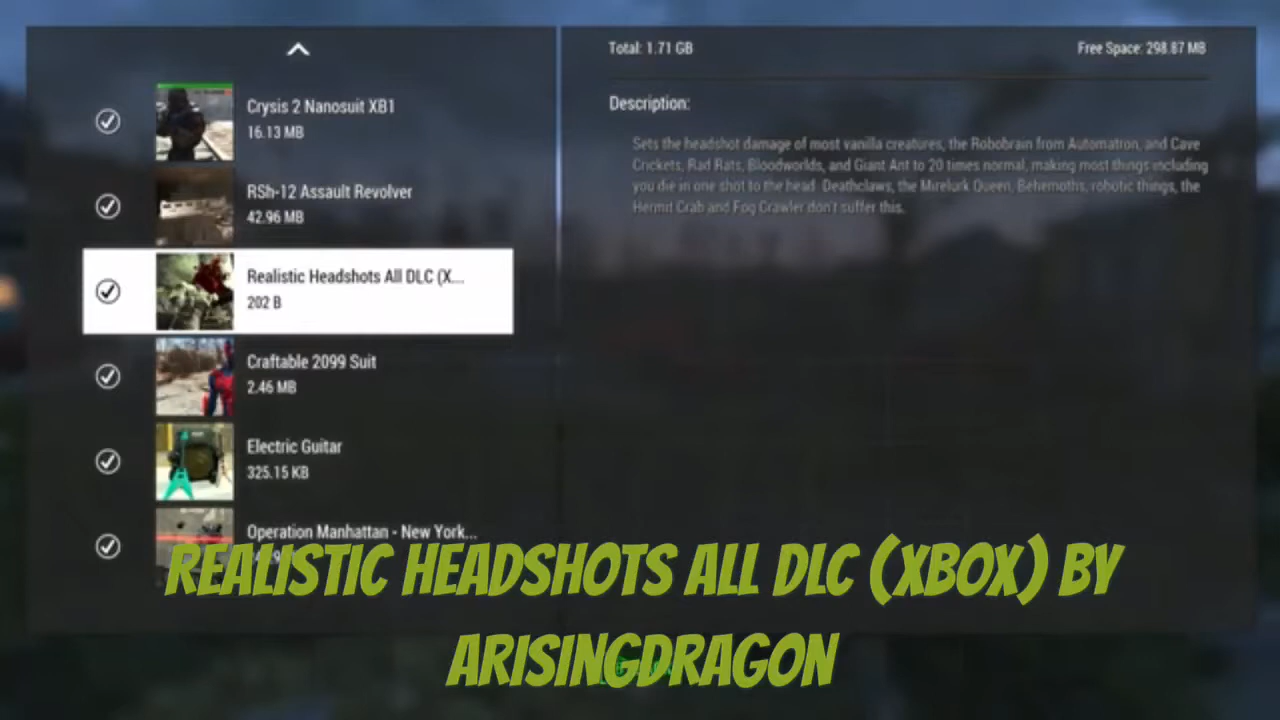 Total: 1.71 GB
Free Space: 298.87 MB
Crysis 2 Nanosuit XB1
16.13 MB
RSh-12 Assault Revolver
42.96 MB
Realistic Headshots All DLC (X...
202 B
Craftable 2099 Suit
2.46 MB
Electric Guitar
325.15 KB
Operation Manhattan - New York...
Description:
Sets the headshot damage of most vanilla creatures, the Robobrain from Automatron, and Cave
Crickets, Rad Rats, Bloodworlds, and Giant Ant to 20 times normal, making most things including
you die in one shot to the head. Deathclaws, the Mirelurk Queen, Behemoths, robotic things, the
Hermit Crab and Fog Crawler don't suffer this.
REALISTIC HEADSHOTS ALL DLC (XBOX) BY
ARISINGDRAGON